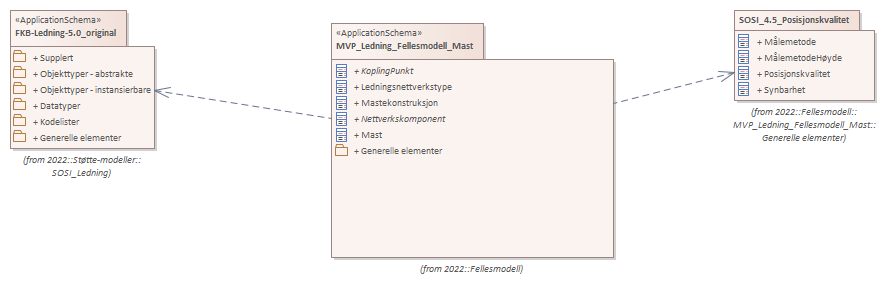 «ApplicationSchema»
FKB-Ledning-5.0_original
+ Supplert
+ Objekttyper - abstrakte
+ Objekttyper - instansierbare
+ Datatyper
+ Kodelister
+ Generelle elementer
(from 2022::Støtte-modeller::
SOSI_Ledning)
«ApplicationSchema»
MVP_Ledning_Fellesmodell_Mast
+ KoplingPunkt
+ Ledningsnettverkstype
+ Mastekonstruksjon
+ Nettverkskomponent
+ Mast
+ Generelle elementer
(from 2022::Fellesmodell)
SOSI_4.5_Posisjonskvalitet
+ Målemetode
+ MålemetodeHøyde
+ Posisjonskvalitet
+ Synbarhet
(from 2022::Fellesmodell::
MVP_Ledning_Fellesmodell_Mast::
Generelle elementer)